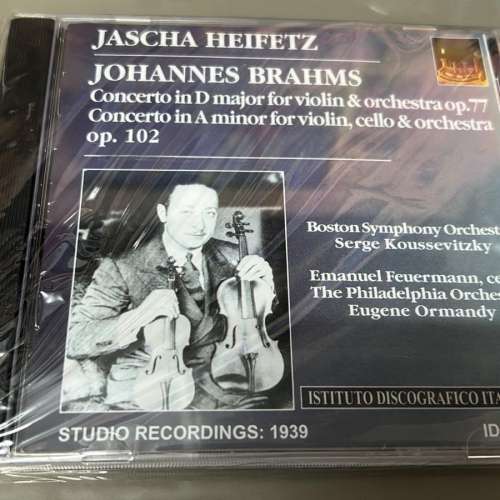 JASCHA HEIFETZ
JOHANNES BRAHMS
Concerto in D major for violin & orchestra op.77
Concerto in A minor for violin, cello & orchestra
op. 102
Boston Symphony Orchest
Serge Koussevitzky
Emanuel Feuermann, ce
The Philadelphia Orches
Eugene Ormandy
ISTITUTO DISCOGRAFICO ITA
STUDIO RECORDINGS: 1939
ID